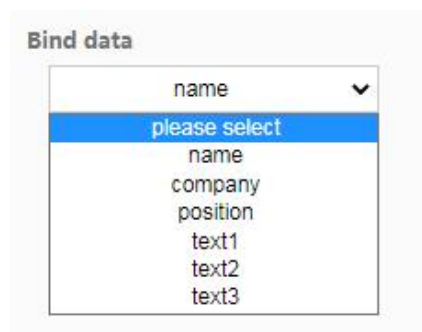 Bind data
name
please select
name
company
position
text1
text2
text3